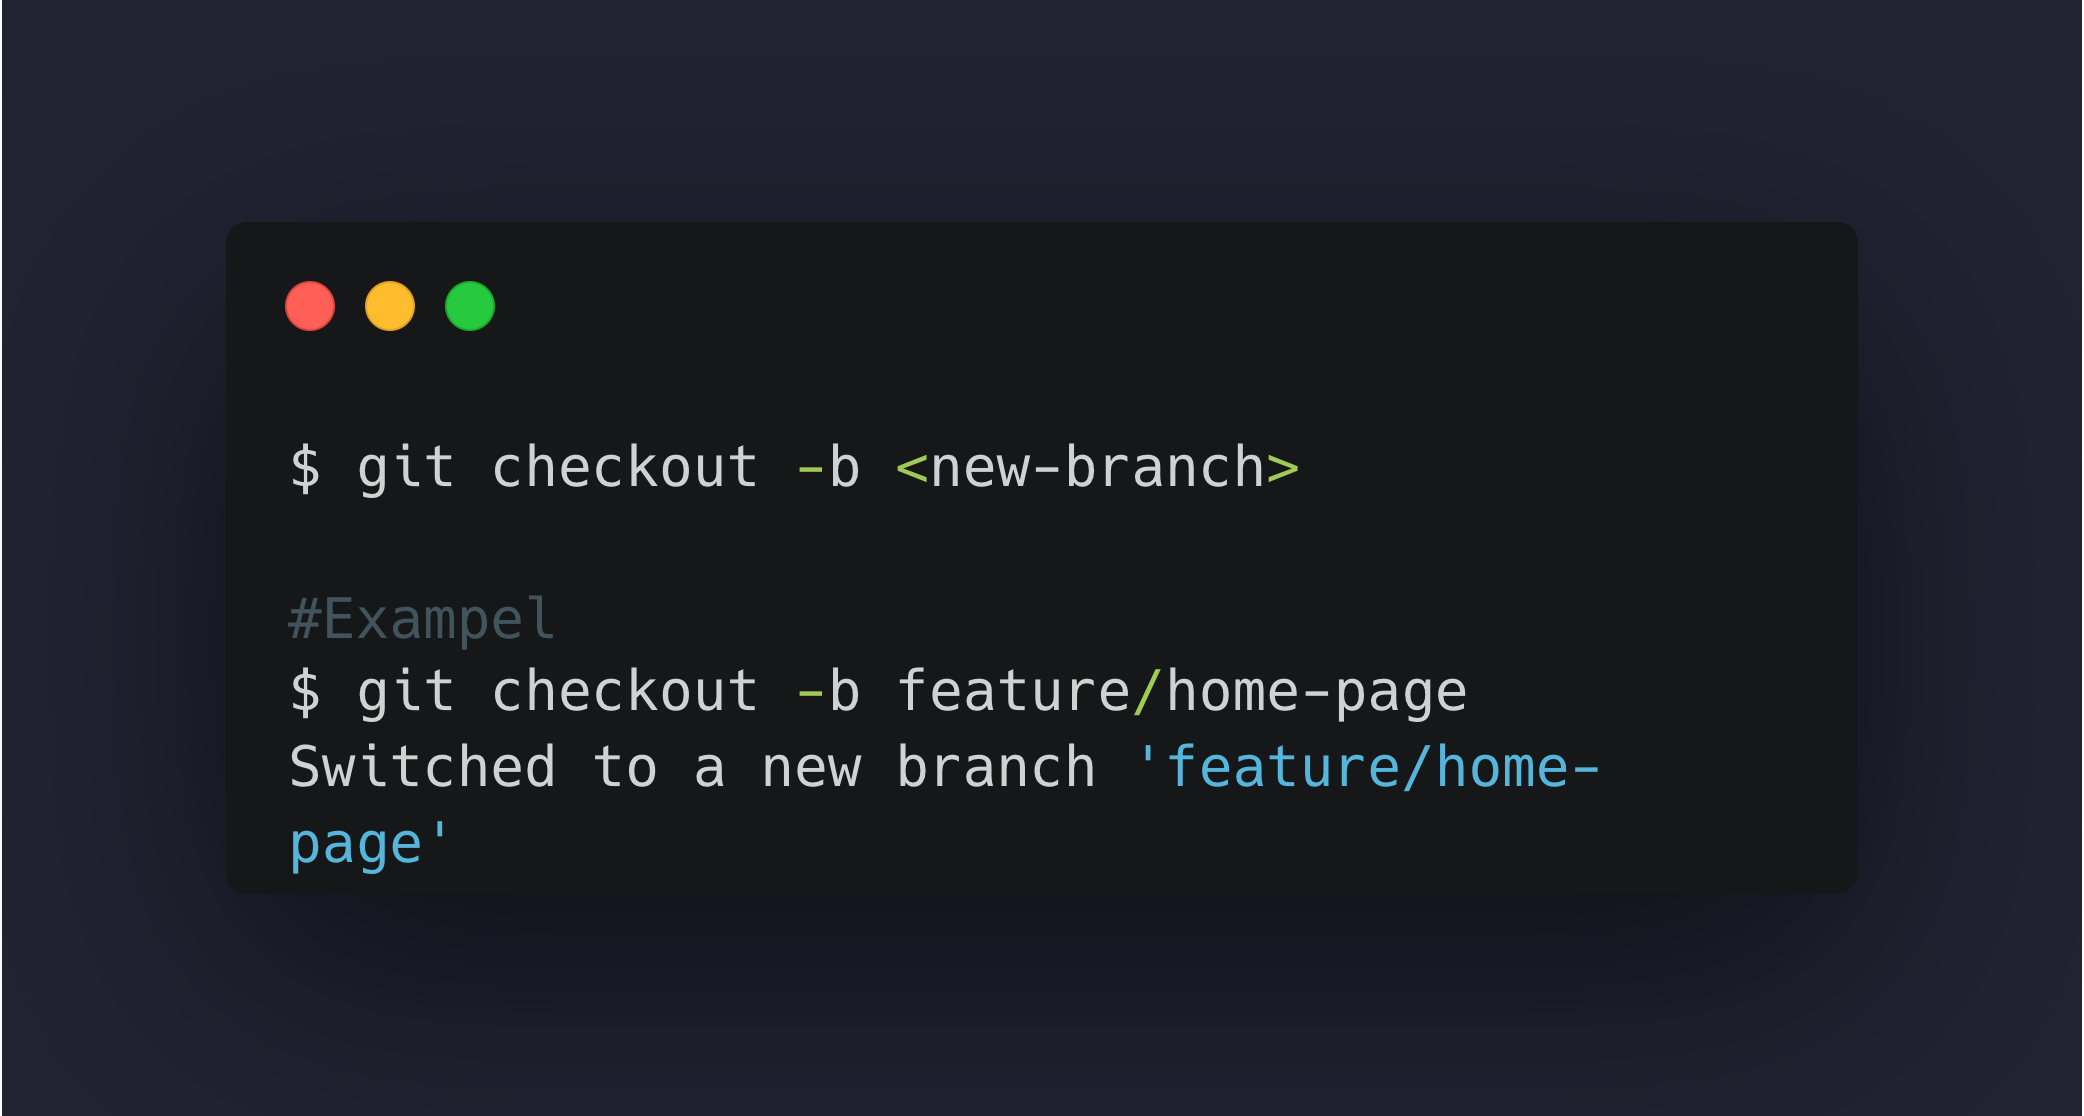 $ git checkout -b <new-branch>
#Exampel
$ git checkout -b feature/home-page
Switched to a new branch 'feature/home-
page'